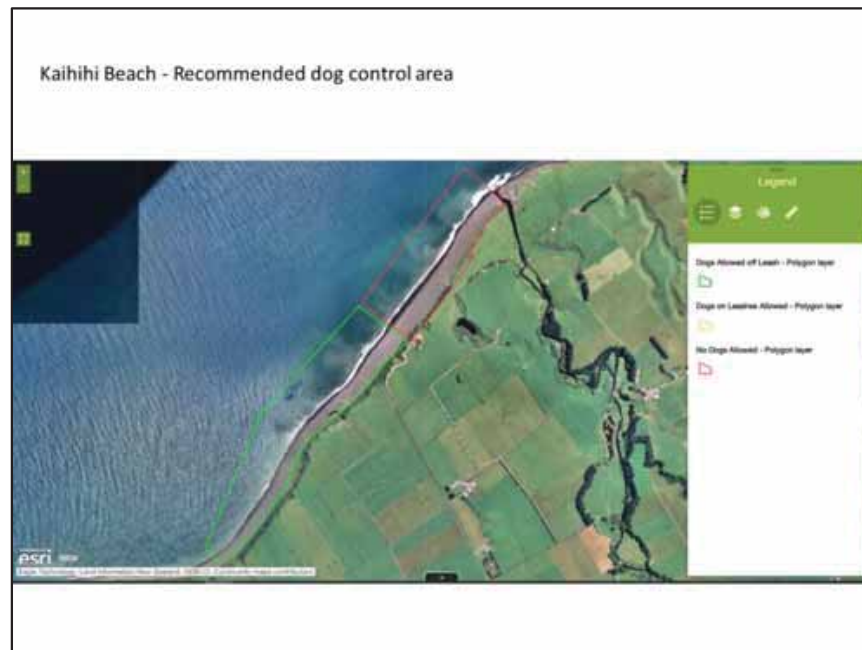 Kaihihi Beach - Recommended dog control area
Legend
Dogs Allowed off Leash - Polygon layer
Dogs on Leashes Allowed - Polygon layer
No Dogs Allowed - Polygon layer
esri